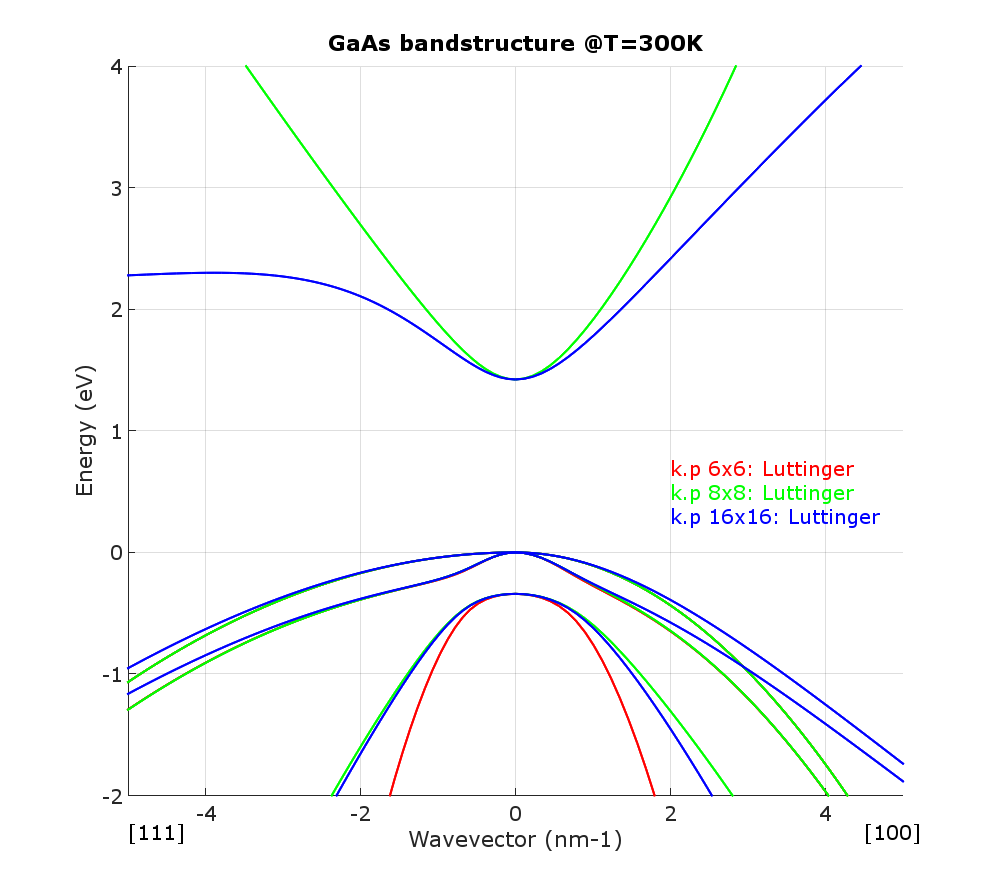 GaAs bandstructure @T=300K
4
3
2
1
0
-1
-2
Energy (eV)
k.p 6x6: Luttinger
k.p 8x8: Luttinger
k.p 16x16: Luttinger
-4 -2 0 2 4
[111] Wavevector (nm-1) [100]